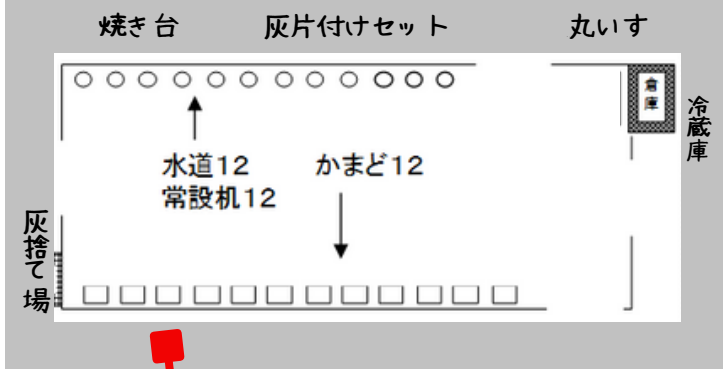 焼き台 灰片付けセット 丸いす
倉庫
冷蔵庫
水道12 かまど12
常設机12
灰捨て場